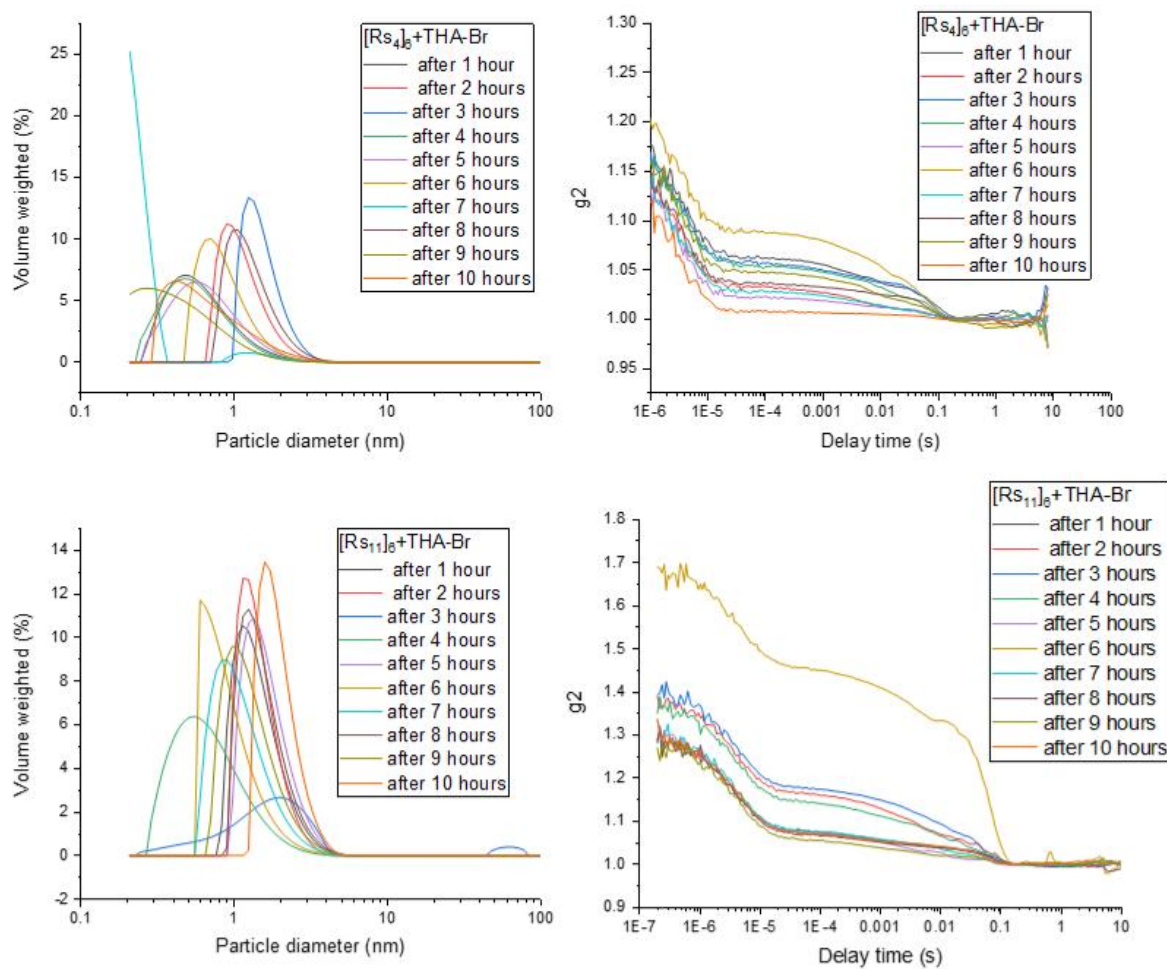 [Rs4]6+THA-Br
after 1 hour
after 2 hours
after 3 hours
after 4 hours
after 5 hours
after 6 hours
after 7 hours
after 8 hours
after 9 hours
after 10 hours
Volume weighted (%)
25
20
15
10
5
0
0.1 1 10 100
Particle diameter (nm)
[Rs4]6+THA-Br
after 1 hour
after 2 hours
after 3 hours
after 4 hours
after 5 hours
after 6 hours
after 7 hours
after 8 hours
after 9 hours
after 10 hours
g2
1.30
1.25
1.20
1.15
1.10
1.05
1.00
0.95
1E-6 1E-5 1E-4 0.001 0.01 0.1 1 10 100
Delay time (s)
[Rs11]6+THA-Br
after 1 hour
after 2 hours
after 3 hours
after 4 hours
after 5 hours
after 6 hours
after 7 hours
after 8 hours
after 9 hours
after 10 hours
Volume weighted (%)
14
12
10
8
6
4
2
0
-2
0.1 1 10 100
Particle diameter (nm)
[Rs11]6+THA-Br
after 1 hour
after 2 hours
after 3 hours
after 4 hours
after 5 hours
after 6 hours
after 7 hours
after 8 hours
after 9 hours
after 10 hours
g2
1.8
1.7
1.6
1.5
1.4
1.3
1.2
1.1
1.0
0.9
1E-7 1E-6 1E-5 1E-4 0.001 0.01 0.1 1 10
Delay time (s)